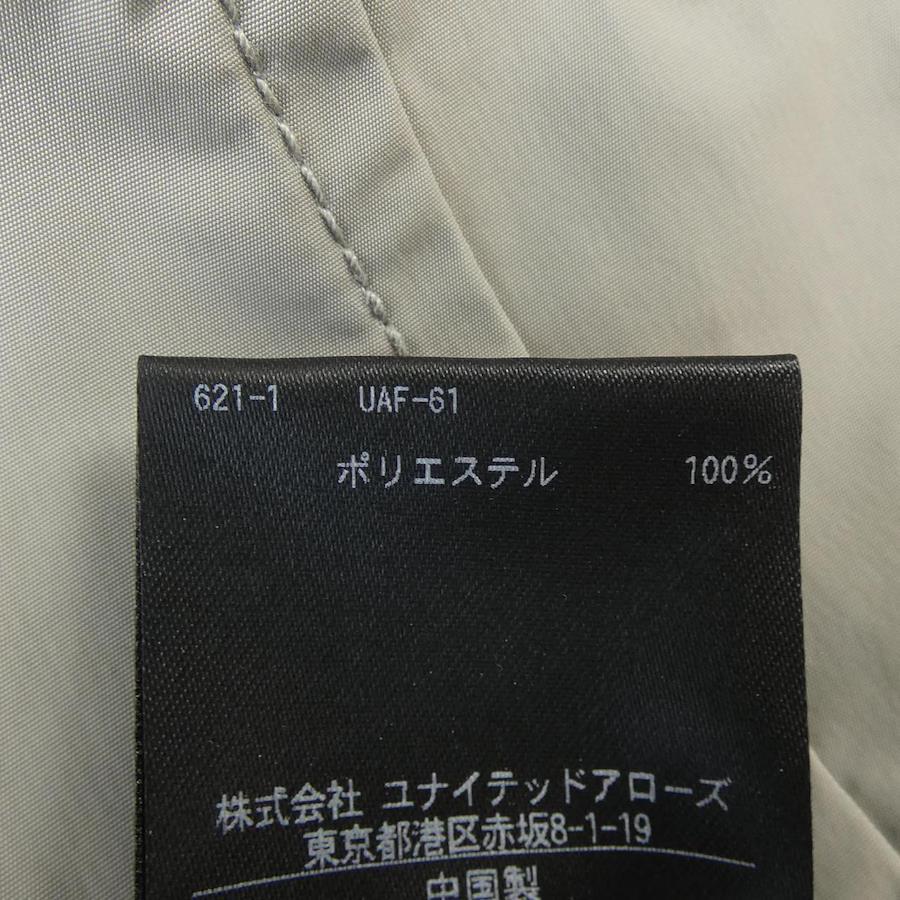 621-1 UAF-61
ポリエステル 100%
株式会社 ユナイテッドアローズ
東京都港区赤坂8-1-19
中国製